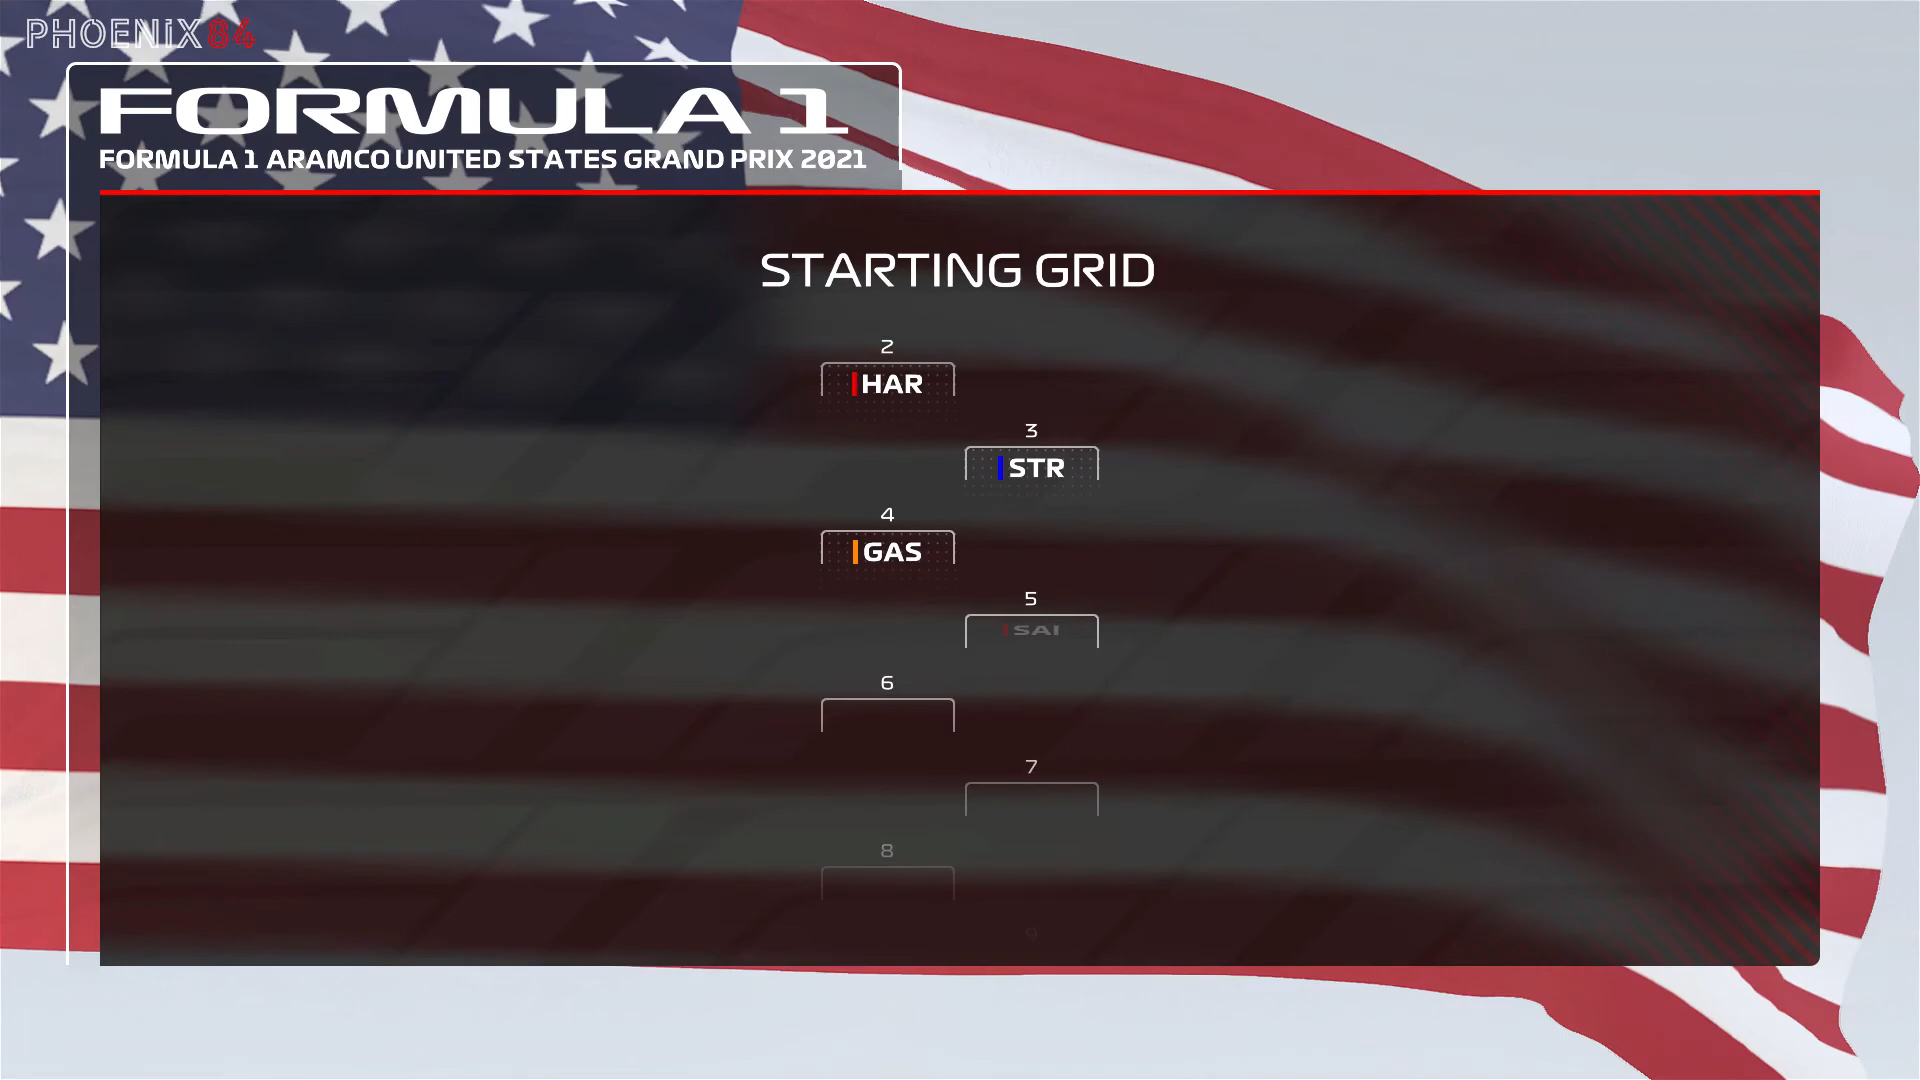 PHOENiX84
FORMULA 1
FORMULA 1 ARAMCO UNITED STATES GRAND PRIX 2021
STARTING GRID
2
HAR
3
STR
4
GAS
5
SAI
6
7
8
9